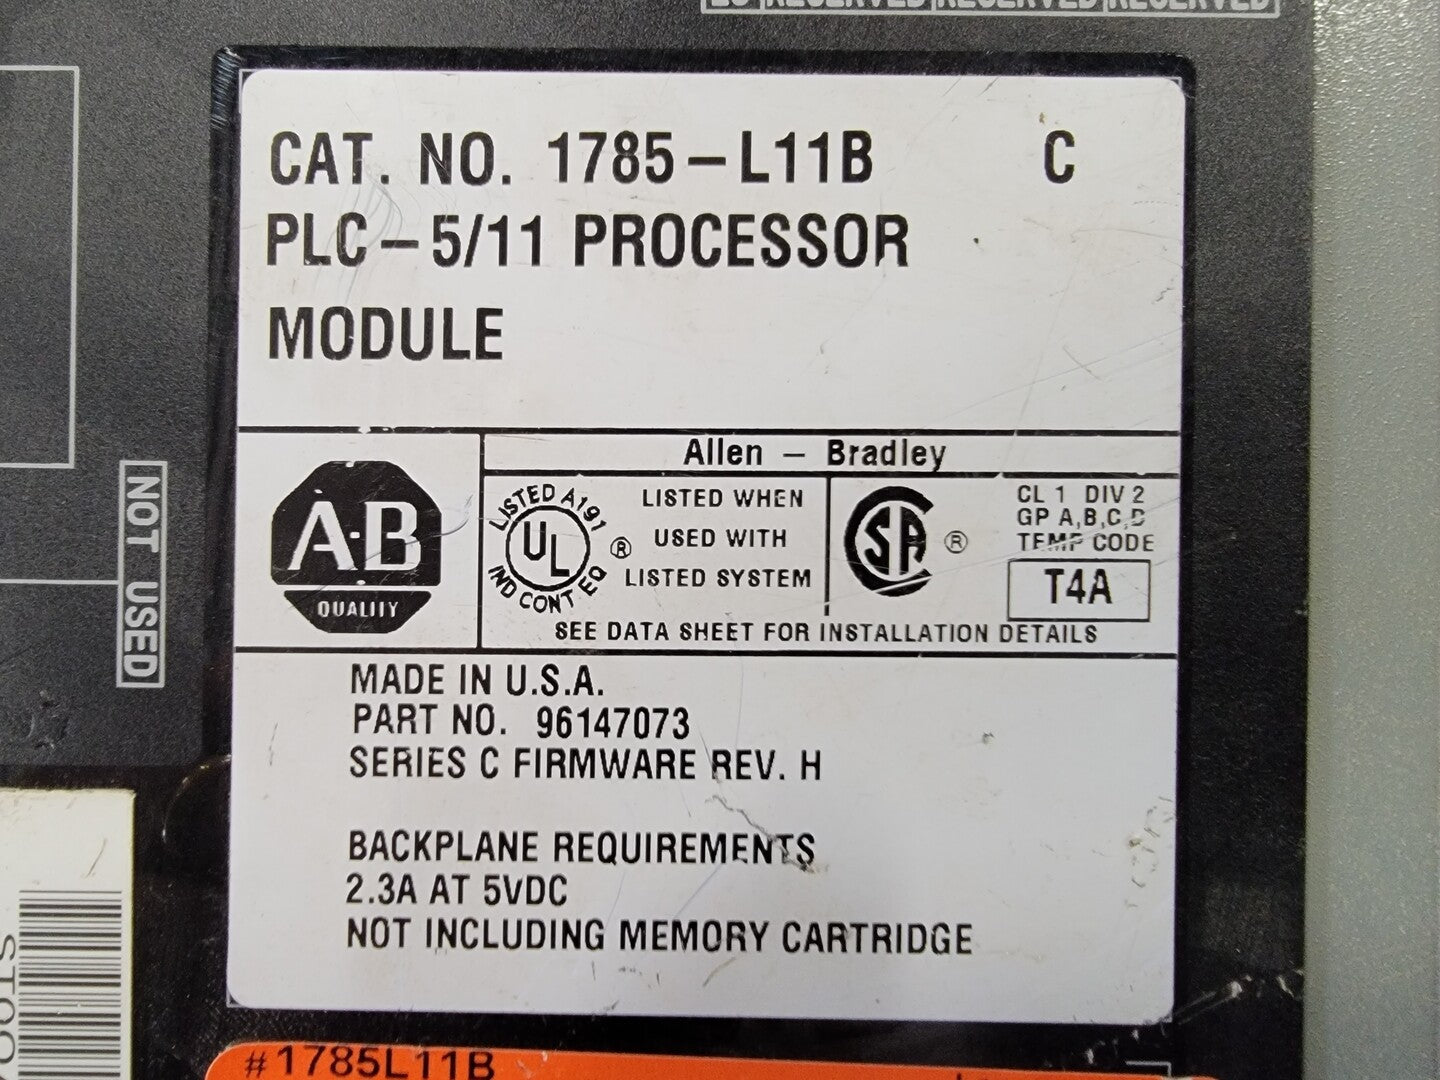 RESERVED RESERVED RESERVED
CAT. NO. 1785-L11B C
PLC-5/11 PROCESSOR
MODULE
Allen - Bradley
A·B
QUALITY
LISTED A191
UL ®
IND CONT EQ
LISTED WHEN
USED WITH
LISTED SYSTEM
SA ®
CL 1 DIV 2
GP A,B,C,D
TEMP CODE
T4A
SEE DATA SHEET FOR INSTALLATION DETAILS
MADE IN U.S.A.
PART NO. 96147073
SERIES C FIRMWARE REV. H
BACKPLANE REQUIREMENTS
2.3A AT 5VDC
NOT INCLUDING MEMORY CARTRIDGE
NOT USED
#1785L11B